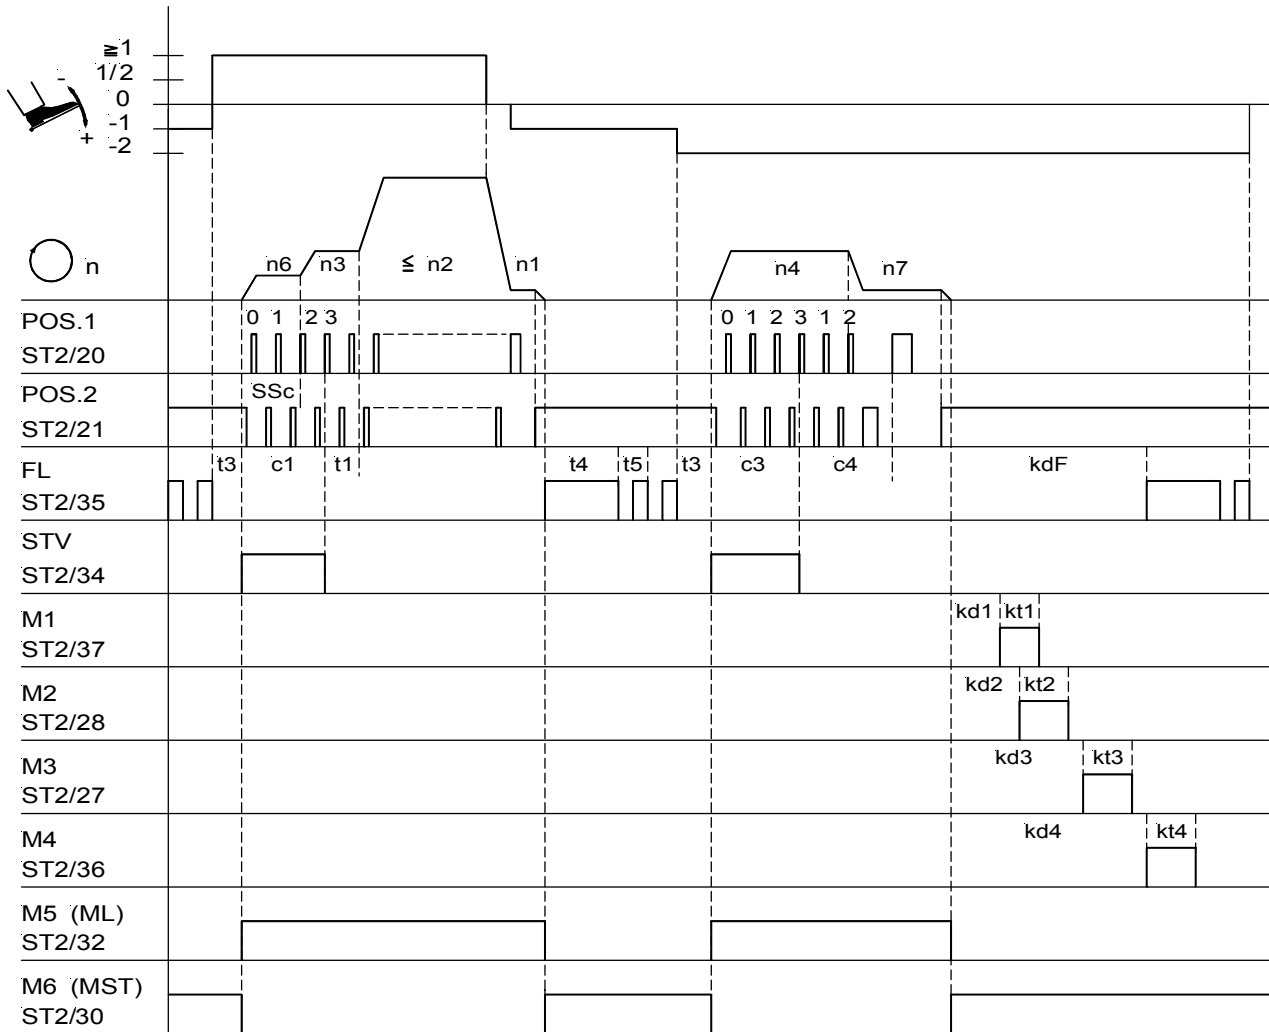 ≧1
1/2
0
-1
-2
-
+
n
n6 n3 ≦ n2 n1 n4 n7
POS.1 0 1 2 3 0 1 2 3 1 2
ST2/20
POS.2 SSc
ST2/21
FL t3 c1 t1 t4 t5 t3 c3 c4 kdF
ST2/35
STV
ST2/34
M1 kd1 kt1
ST2/37
M2 kd2 kt2
ST2/28
M3 kd3 kt3
ST2/27
M4 kd4 kt4
ST2/36
M5 (ML)
ST2/32
M6 (MST)
ST2/30